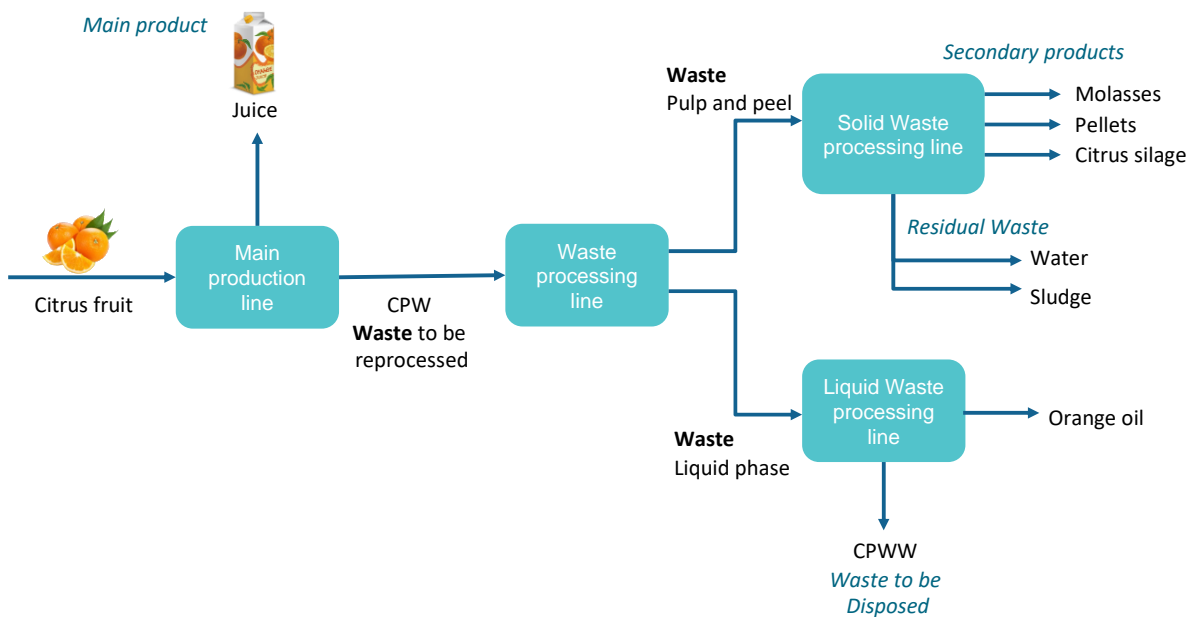 Main product
Juice
Citrus fruit
Main
production
line
CPW
Waste to be
reprocessed
Waste
processing
line
Waste
Pulp and peel
Solid Waste
processing line
Secondary products
Molasses
Pellets
Citrus silage
Residual Waste
Water
Sludge
Waste
Liquid phase
Liquid Waste
processing
line
Orange oil
CPWW
Waste to be
Disposed